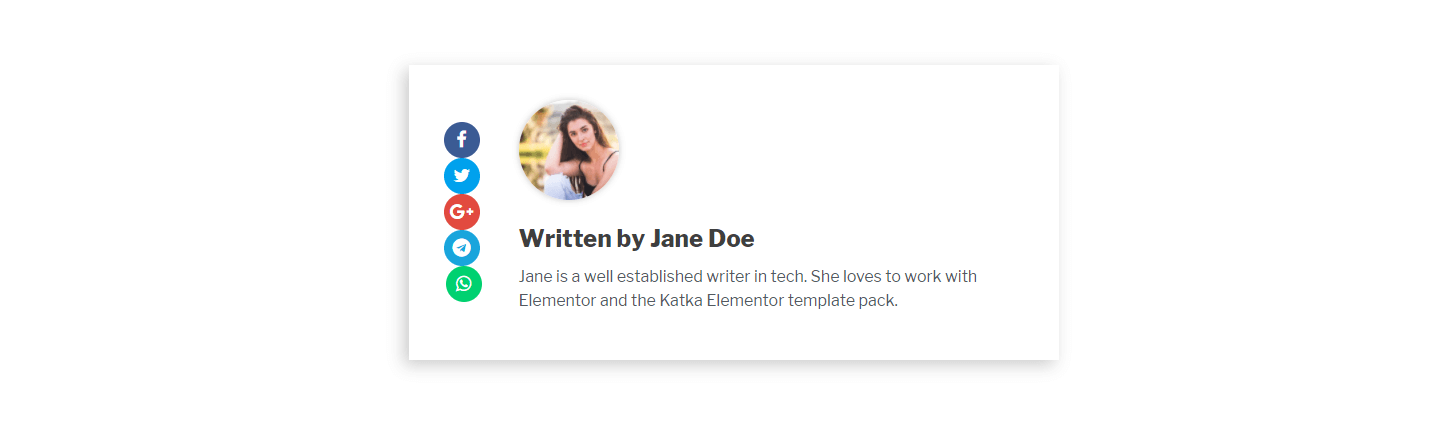 Written by Jane Doe
Jane is a well established writer in tech. She loves to work with
Elementor and the Katka Elementor template pack.